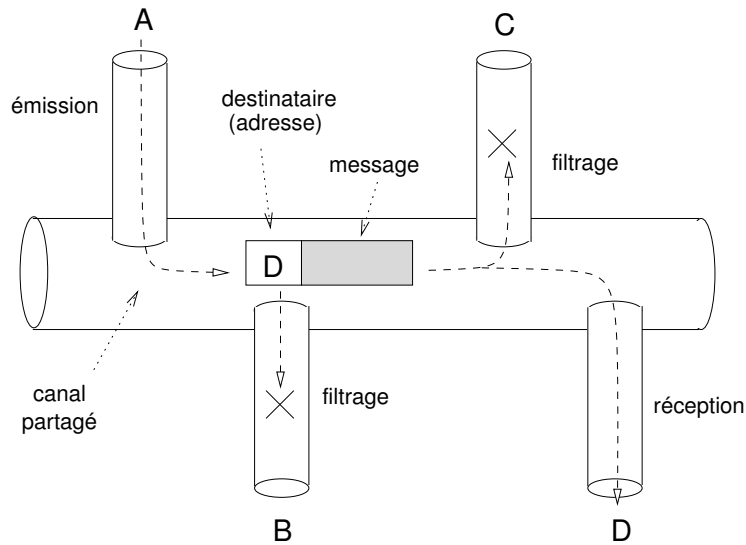 A
C
émission
destinataire
(adresse)
message
filtrage
D
canal
partagé
filtrage
réception
B
D